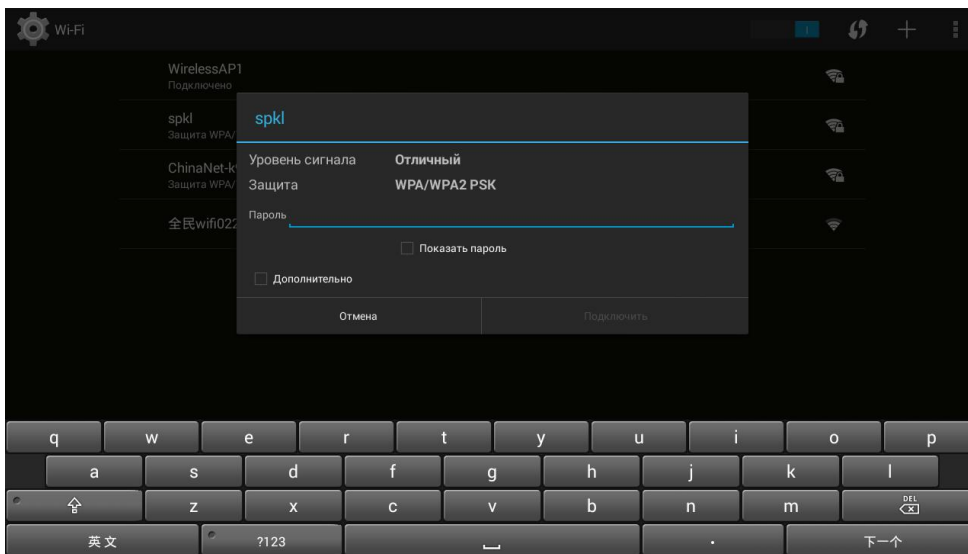 Wi-Fi
WirelessAP1
Подключено
spkl
Защита WPA/
ChinaNet-k
Защита WPA/
全民wifi022
spkl
Уровень сигнала Отличный
Защита WPA/WPA2 PSK
Пароль
Показать пароль
Дополнительно
Отмена Подключить
q w e r t y u i o p
a s d f g h j k l
z x c v b n m DEL
英文 ?123 . 下一个